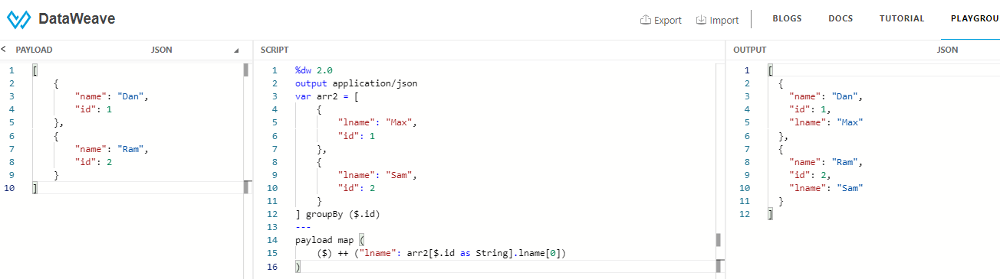 DataWeave
Export Import BLOGS DOCS TUTORIAL PLAYGROU
< PAYLOAD JSON
1 [
2 {
3 "name": "Dan",
4 "id": 1
5 },
6 {
7 "name": "Ram",
8 "id": 2
9 }
10 ]
SCRIPT
1 %dw 2.0
2 output application/json
3 var arr2 = [
4 {
5 "lname": "Max",
6 "id": 1
7 },
8 {
9 "lname": "Sam",
10 "id": 2
11 }
12 ] groupBy ($.id)
13 ---
14 payload map (
15 ($) ++ ("lname": arr2[$.id as String].lname[0])
16 )
OUTPUT JSON
1 [
2 {
3 "name": "Dan",
4 "id": 1,
5 "lname": "Max"
6 },
7 {
8 "name": "Ram",
9 "id": 2,
10 "lname": "Sam"
11 }
12 ]